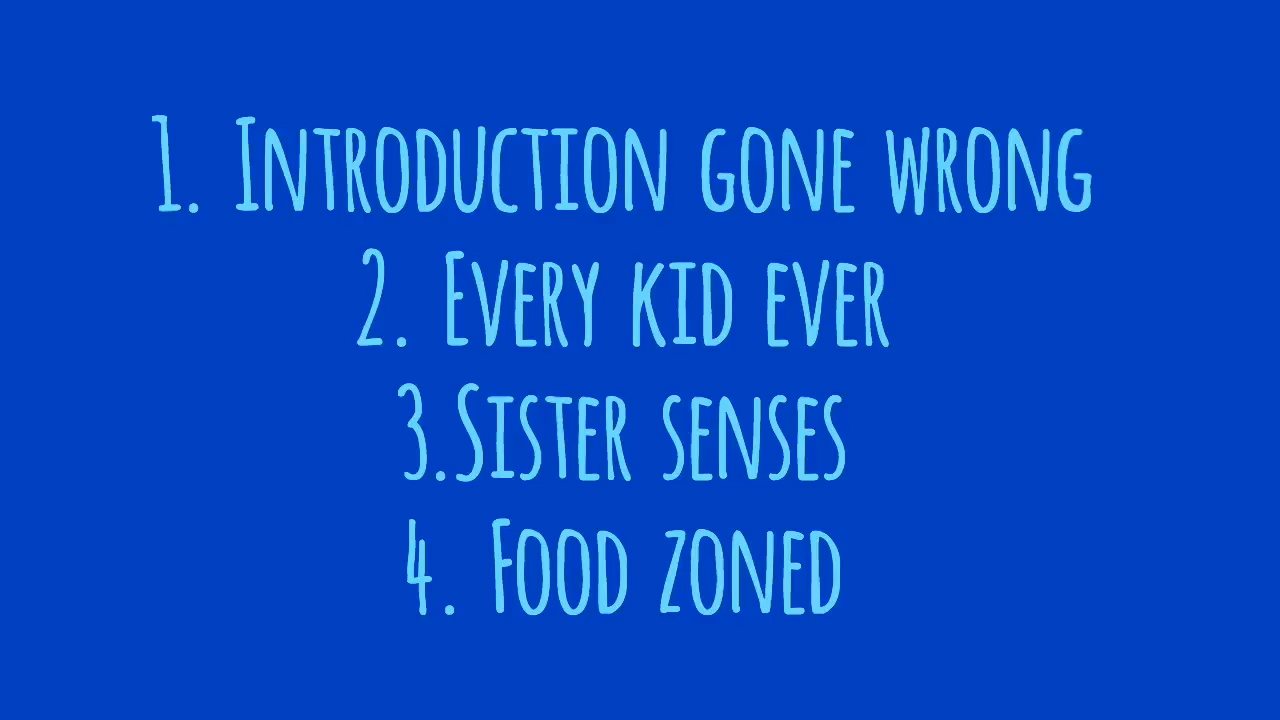 1. Introduction gone wrong
2. Every kid ever
3.Sister senses
4. Food zoned